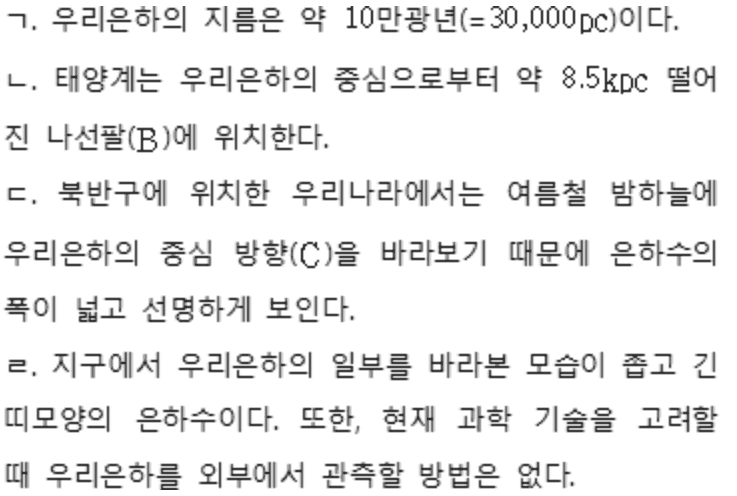 ㄱ. 우리은하의 지름은 약 10만광년(=30,000pc)이다.
ㄴ. 태양계는 우리은하의 중심으로부터 약 8.5kpc 떨어
진 나선팔(B)에 위치한다.
ㄷ. 북반구에 위치한 우리나라에서는 여름철 밤하늘에
우리은하의 중심 방향(C)을 바라보기 때문에 은하수의
폭이 넓고 선명하게 보인다.
ㄹ. 지구에서 우리은하의 일부를 바라본 모습이 좁고 긴
띠모양의 은하수이다. 또한, 현재 과학 기술을 고려할
때 우리은하를 외부에서 관측할 방법은 없다.